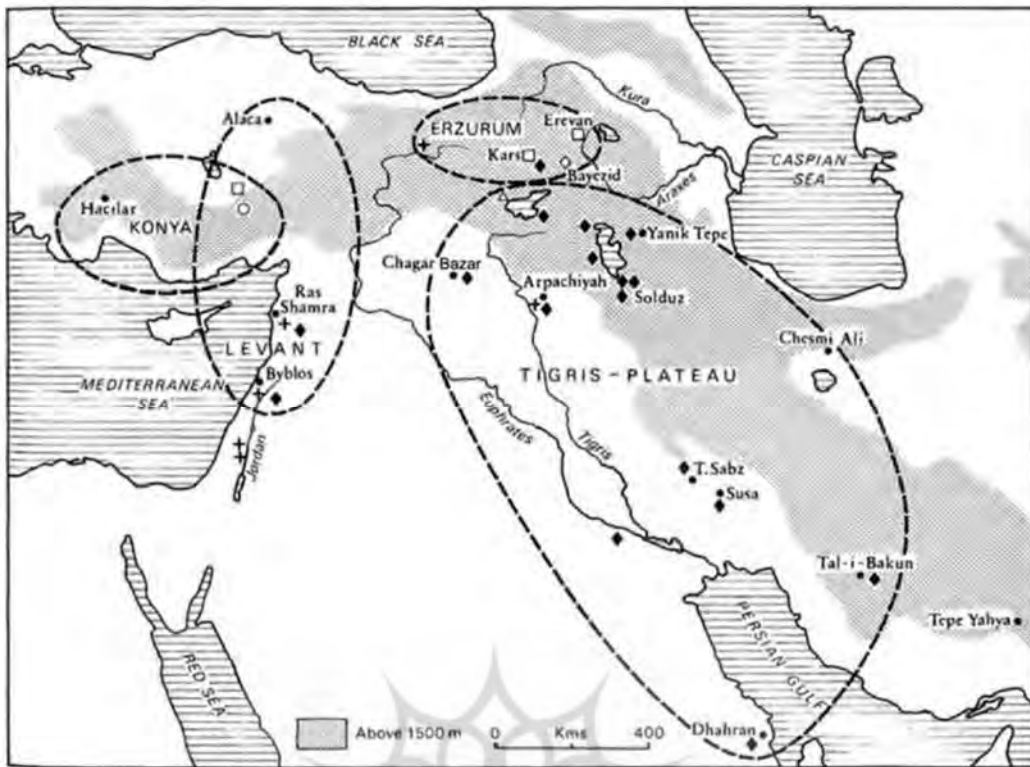 BLACK SEA
Kura
Alaca
ERZURUM
Erevan
Kars
Bayezid
CASPIAN
SEA
Araxes
Hacılar
KONYA
Yanik Tepe
Chagar Bazar
Arpachiyah
Solduz
Ras
Shamra
LEVANT
Chesmi Ali
Byblos
MEDITERRANEAN
SEA
TIGRIS-PLATEAU
Euphrates
Tigris
Jordan
T.Sabz
Susa
Tal-i-Bakun
Tepe Yahya
PERSIAN GULF
RED SEA
Above 1500 m
0 Kms 400
Dhahran